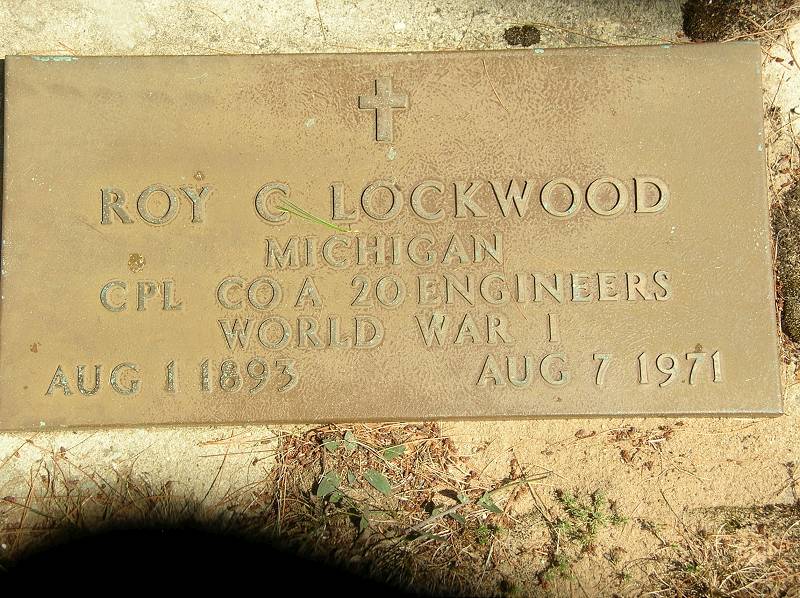 ROY C LOCKWOOD
MICHIGAN
CPL CO A 20 ENGINEERS
WORLD WAR I
AUG 1 1893 AUG 7 1971